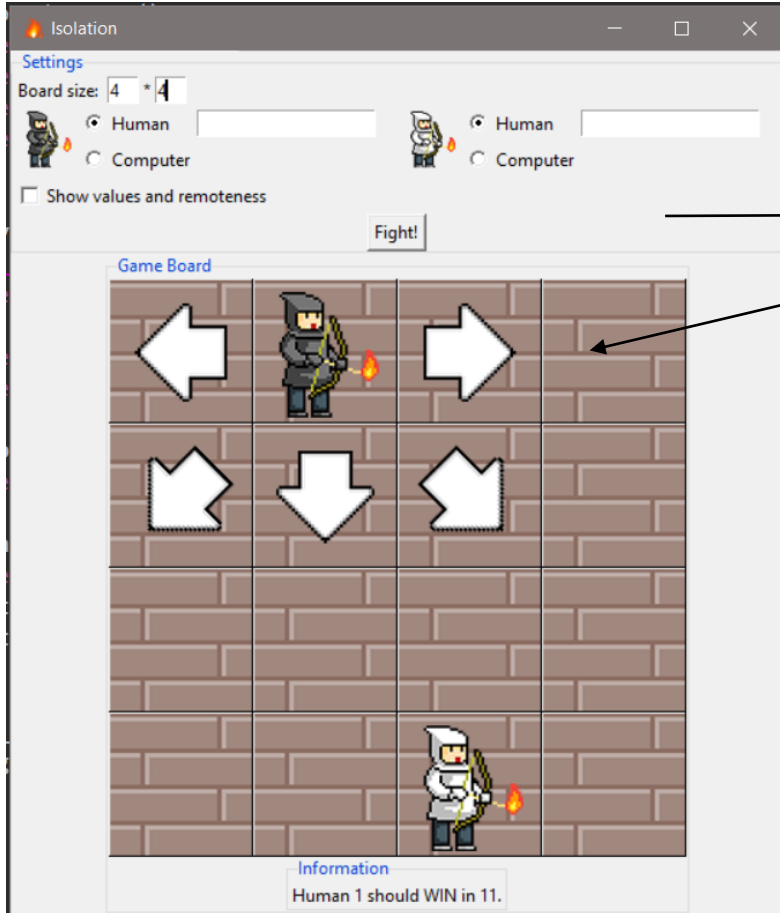 Isolation
Settings
Board size: 4 * 4
Human Human
Computer Computer
Show values and remoteness
Fight!
Game Board
Information
Human 1 should WIN in 11.